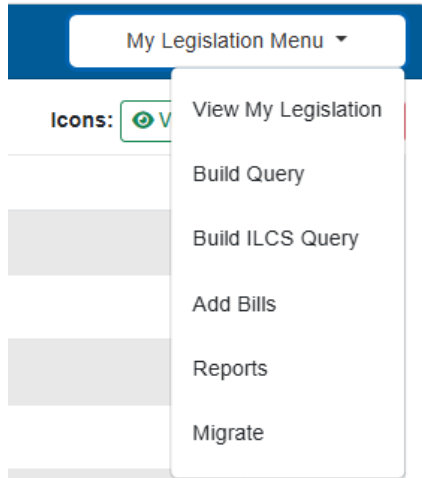 My Legislation Menu
Icons:
View My Legislation
Build Query
Build ILCS Query
Add Bills
Reports
Migrate